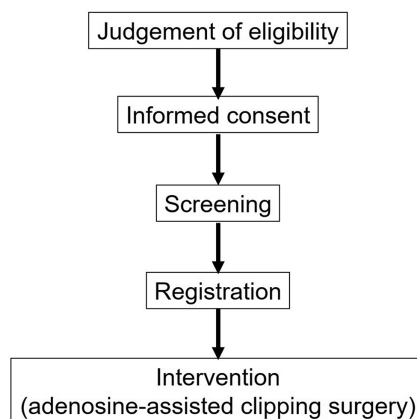 Judgement of eligibility
Informed consent
Screening
Registration
Intervention
(adenosine-assisted clipping surgery)